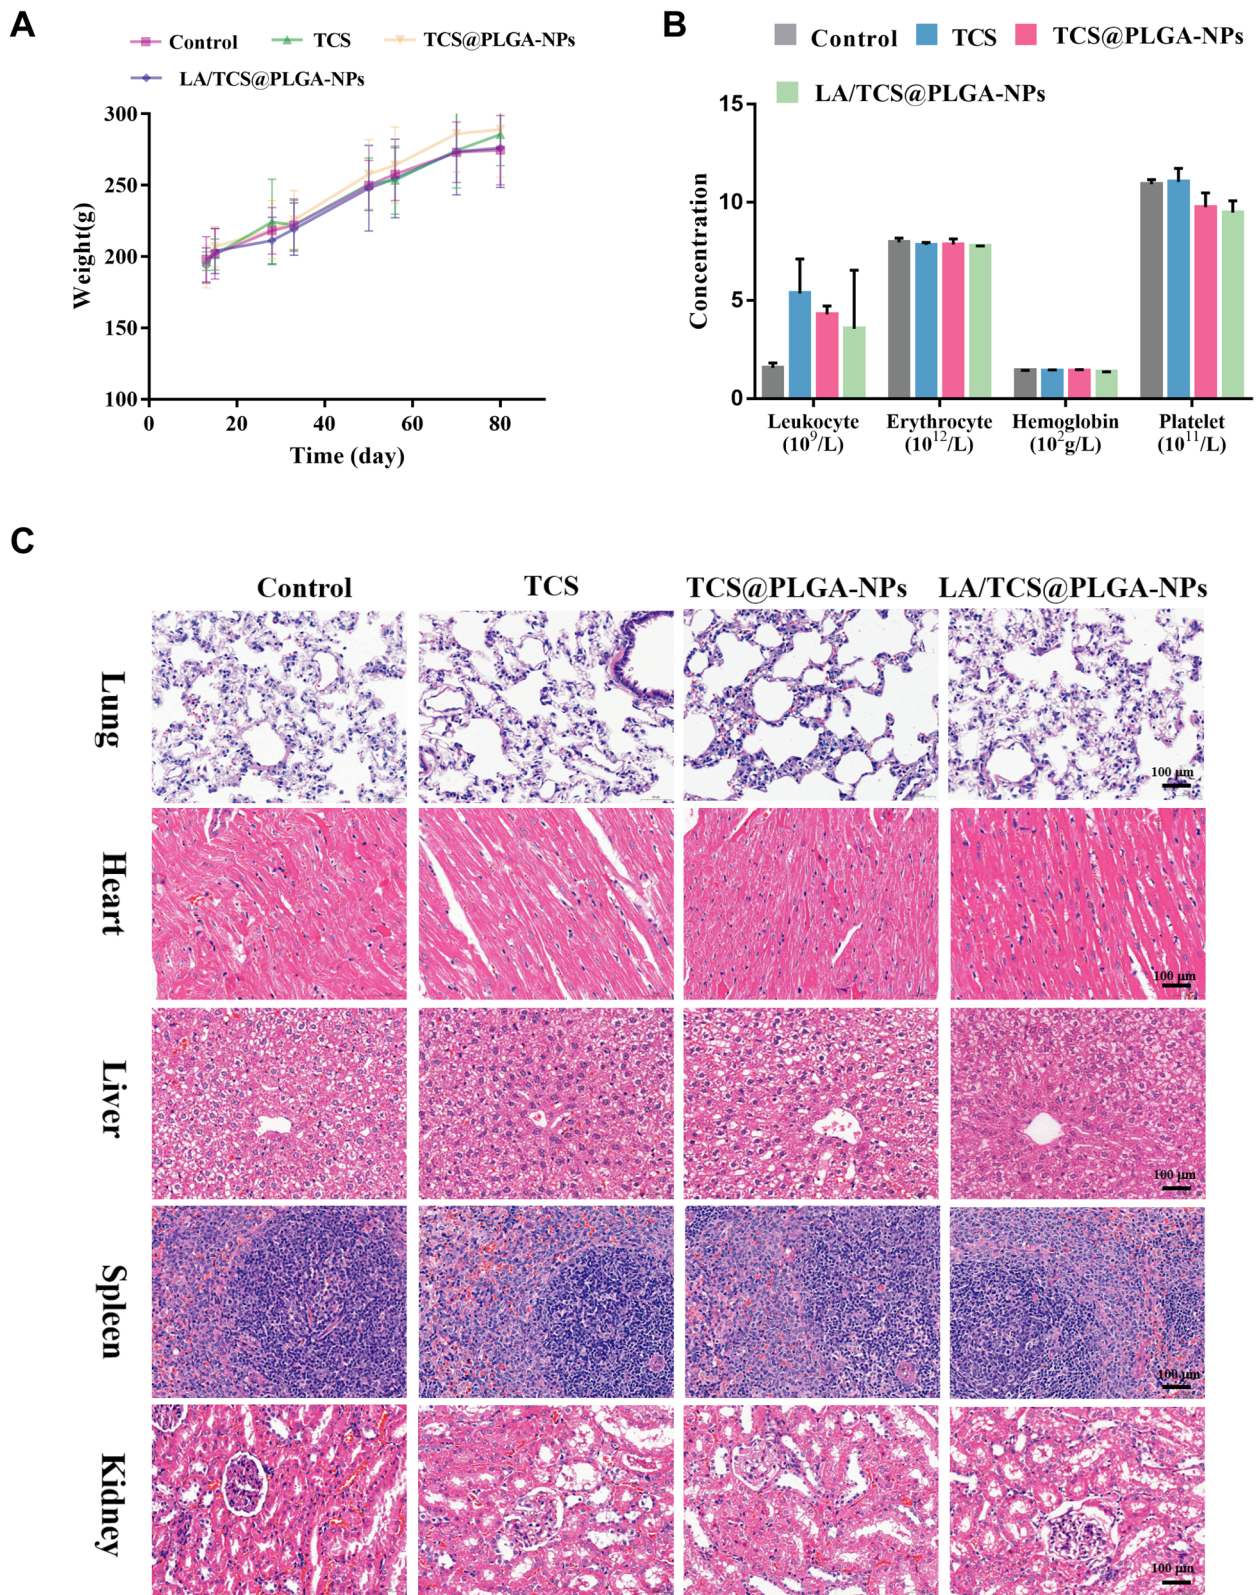 A
Control TCS TCS@PLGA-NPs
LA/TCS@PLGA-NPs
300
250
200
150
100
Weight(g)
0 20 40 60 80
Time (day)
B
Control TCS TCS@PLGA-NPs
LA/TCS@PLGA-NPs
15
10
5
0
Concentration
Leukocyte Erythrocyte Hemoglobin Platelet
(10⁹/L) (10¹²/L) (10²g/L) (10¹¹/L)
C
Control TCS TCS@PLGA-NPs LA/TCS@PLGA-NPs
Lung
100 μm
Heart
100 μm
Liver
100 μm
Spleen
100 μm
Kidney
100 μm